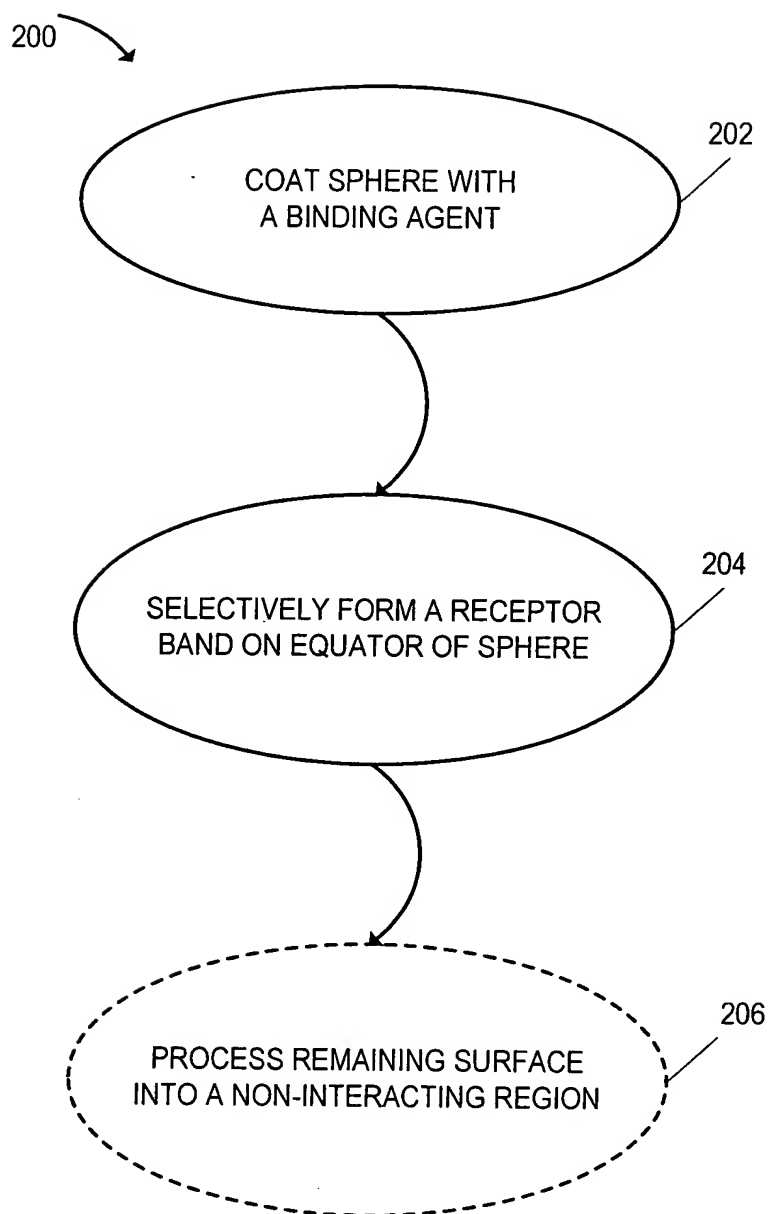 200
202
COAT SPHERE WITH
A BINDING AGENT
204
SELECTIVELY FORM A RECEPTOR
BAND ON EQUATOR OF SPHERE
206
PROCESS REMAINING SURFACE
INTO A NON-INTERACTING REGION